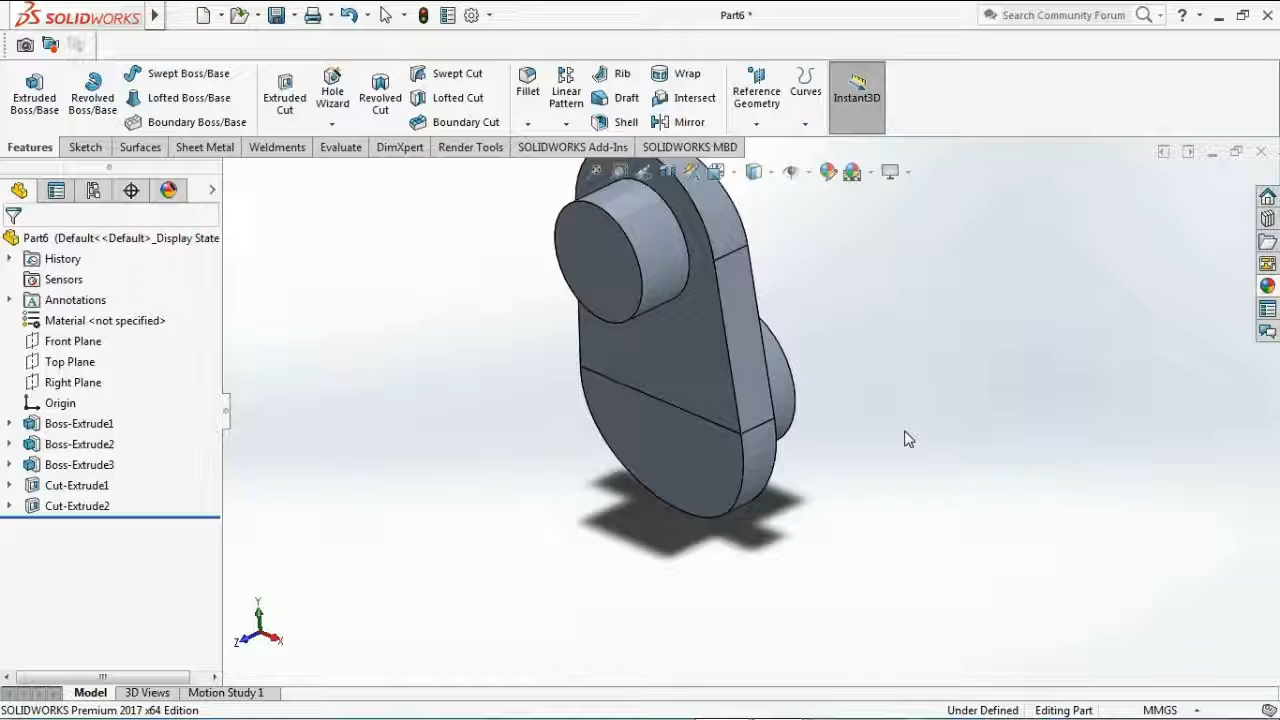 SOLIDWORKS
Part6 *
Search Community Forum
?
Extruded Boss/Base
Revolved Boss/Base
Swept Boss/Base
Lofted Boss/Base
Boundary Boss/Base
Extruded Cut
Hole Wizard
Revolved Cut
Swept Cut
Lofted Cut
Boundary Cut
Fillet
Linear Pattern
Rib
Draft
Shell
Wrap
Intersect
Mirror
Reference Geometry
Curves
Instant3D
Features Sketch Surfaces Sheet Metal Weldments Evaluate DimXpert Render Tools SOLIDWORKS Add-Ins SOLIDWORKS MBD
Part6 (Default<<Default>_Display State
History
Sensors
Annotations
Material <not specified>
Front Plane
Top Plane
Right Plane
Origin
Boss-Extrude1
Boss-Extrude2
Boss-Extrude3
Cut-Extrude1
Cut-Extrude2
Y
Z
X
Model 3D Views Motion Study 1
SOLIDWORKS Premium 2017 x64 Edition
Under Defined Editing Part MMGS